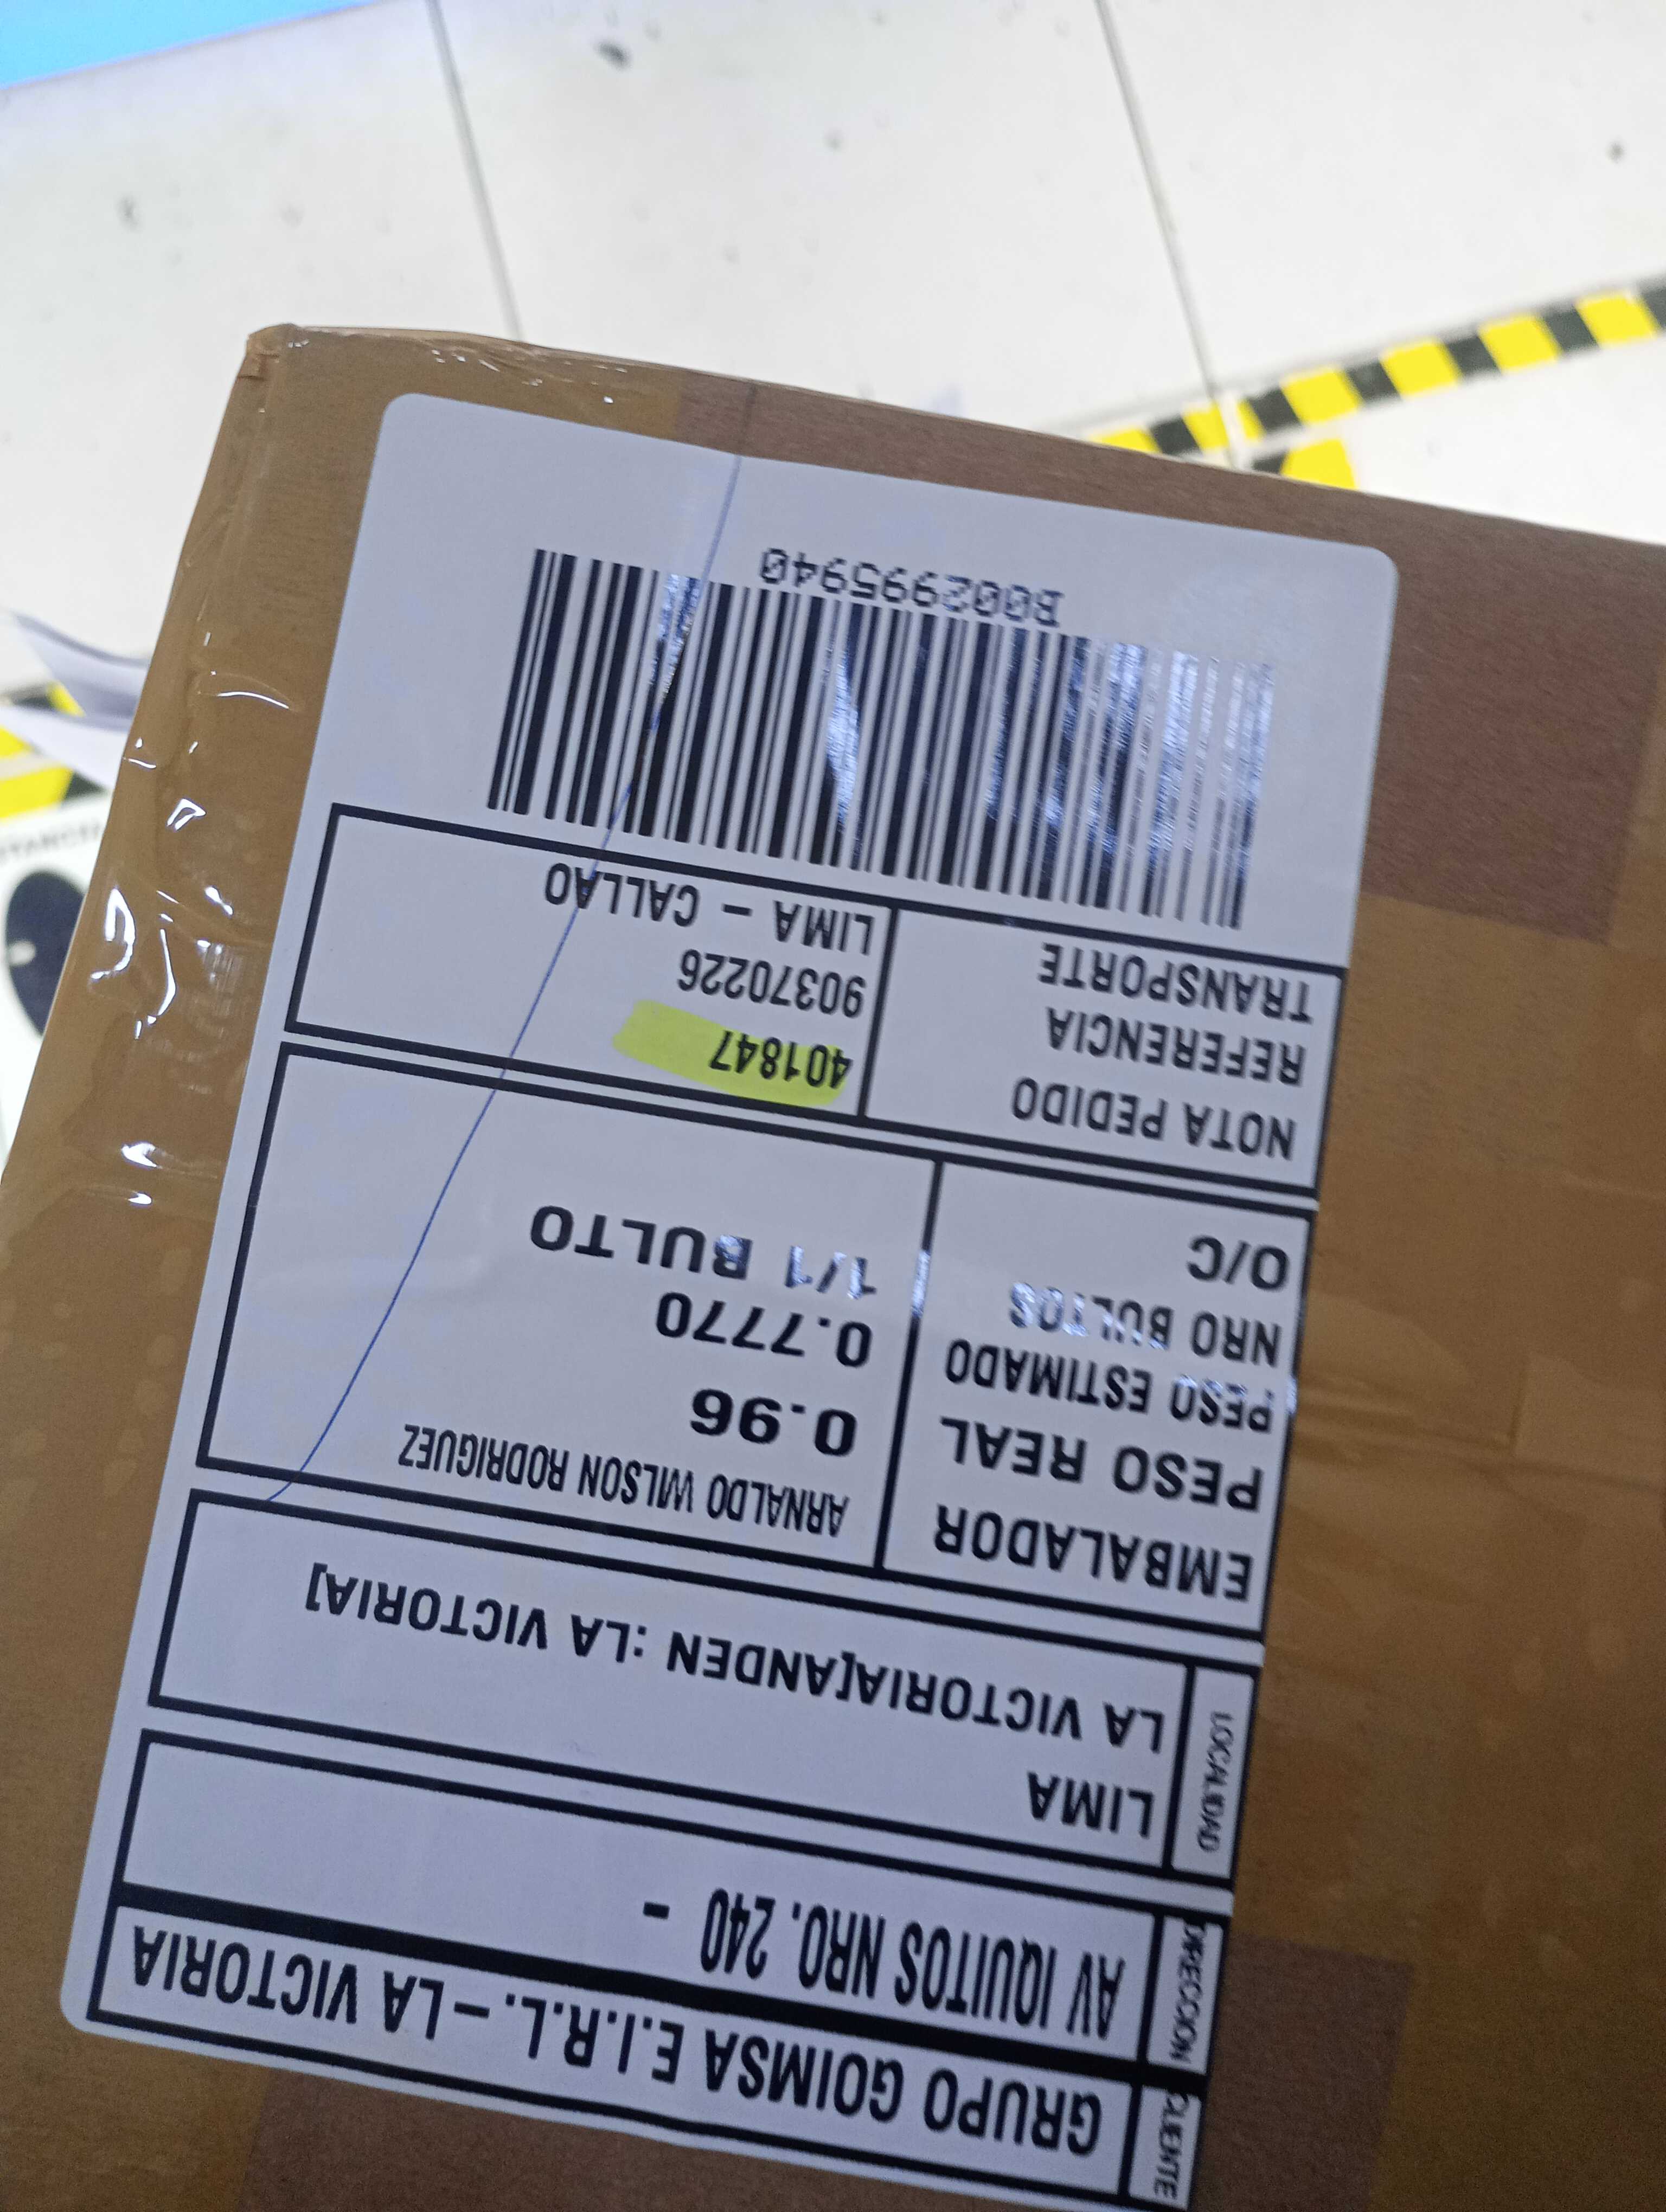 CLIENTE
GRUPO GOIMSA E.I.R.L. - LA VICTORIA
DIRECCION
AV IQUITOS NRO. 240 -
LOCALIDAD
LIMA
LA VICTORIA[ANDEN :LA VICTORIA]
EMBALADOR ARNALDO WILSON RODRIGUEZ
PESO REAL 0.96
PESO ESTIMADO 0.7770
NRO BULTOS 1/1 BULTO
O/C
NOTA PEDIDO 401847
REFERENCIA 90370226
TRANSPORTE LIMA - CALLAO
B002995940